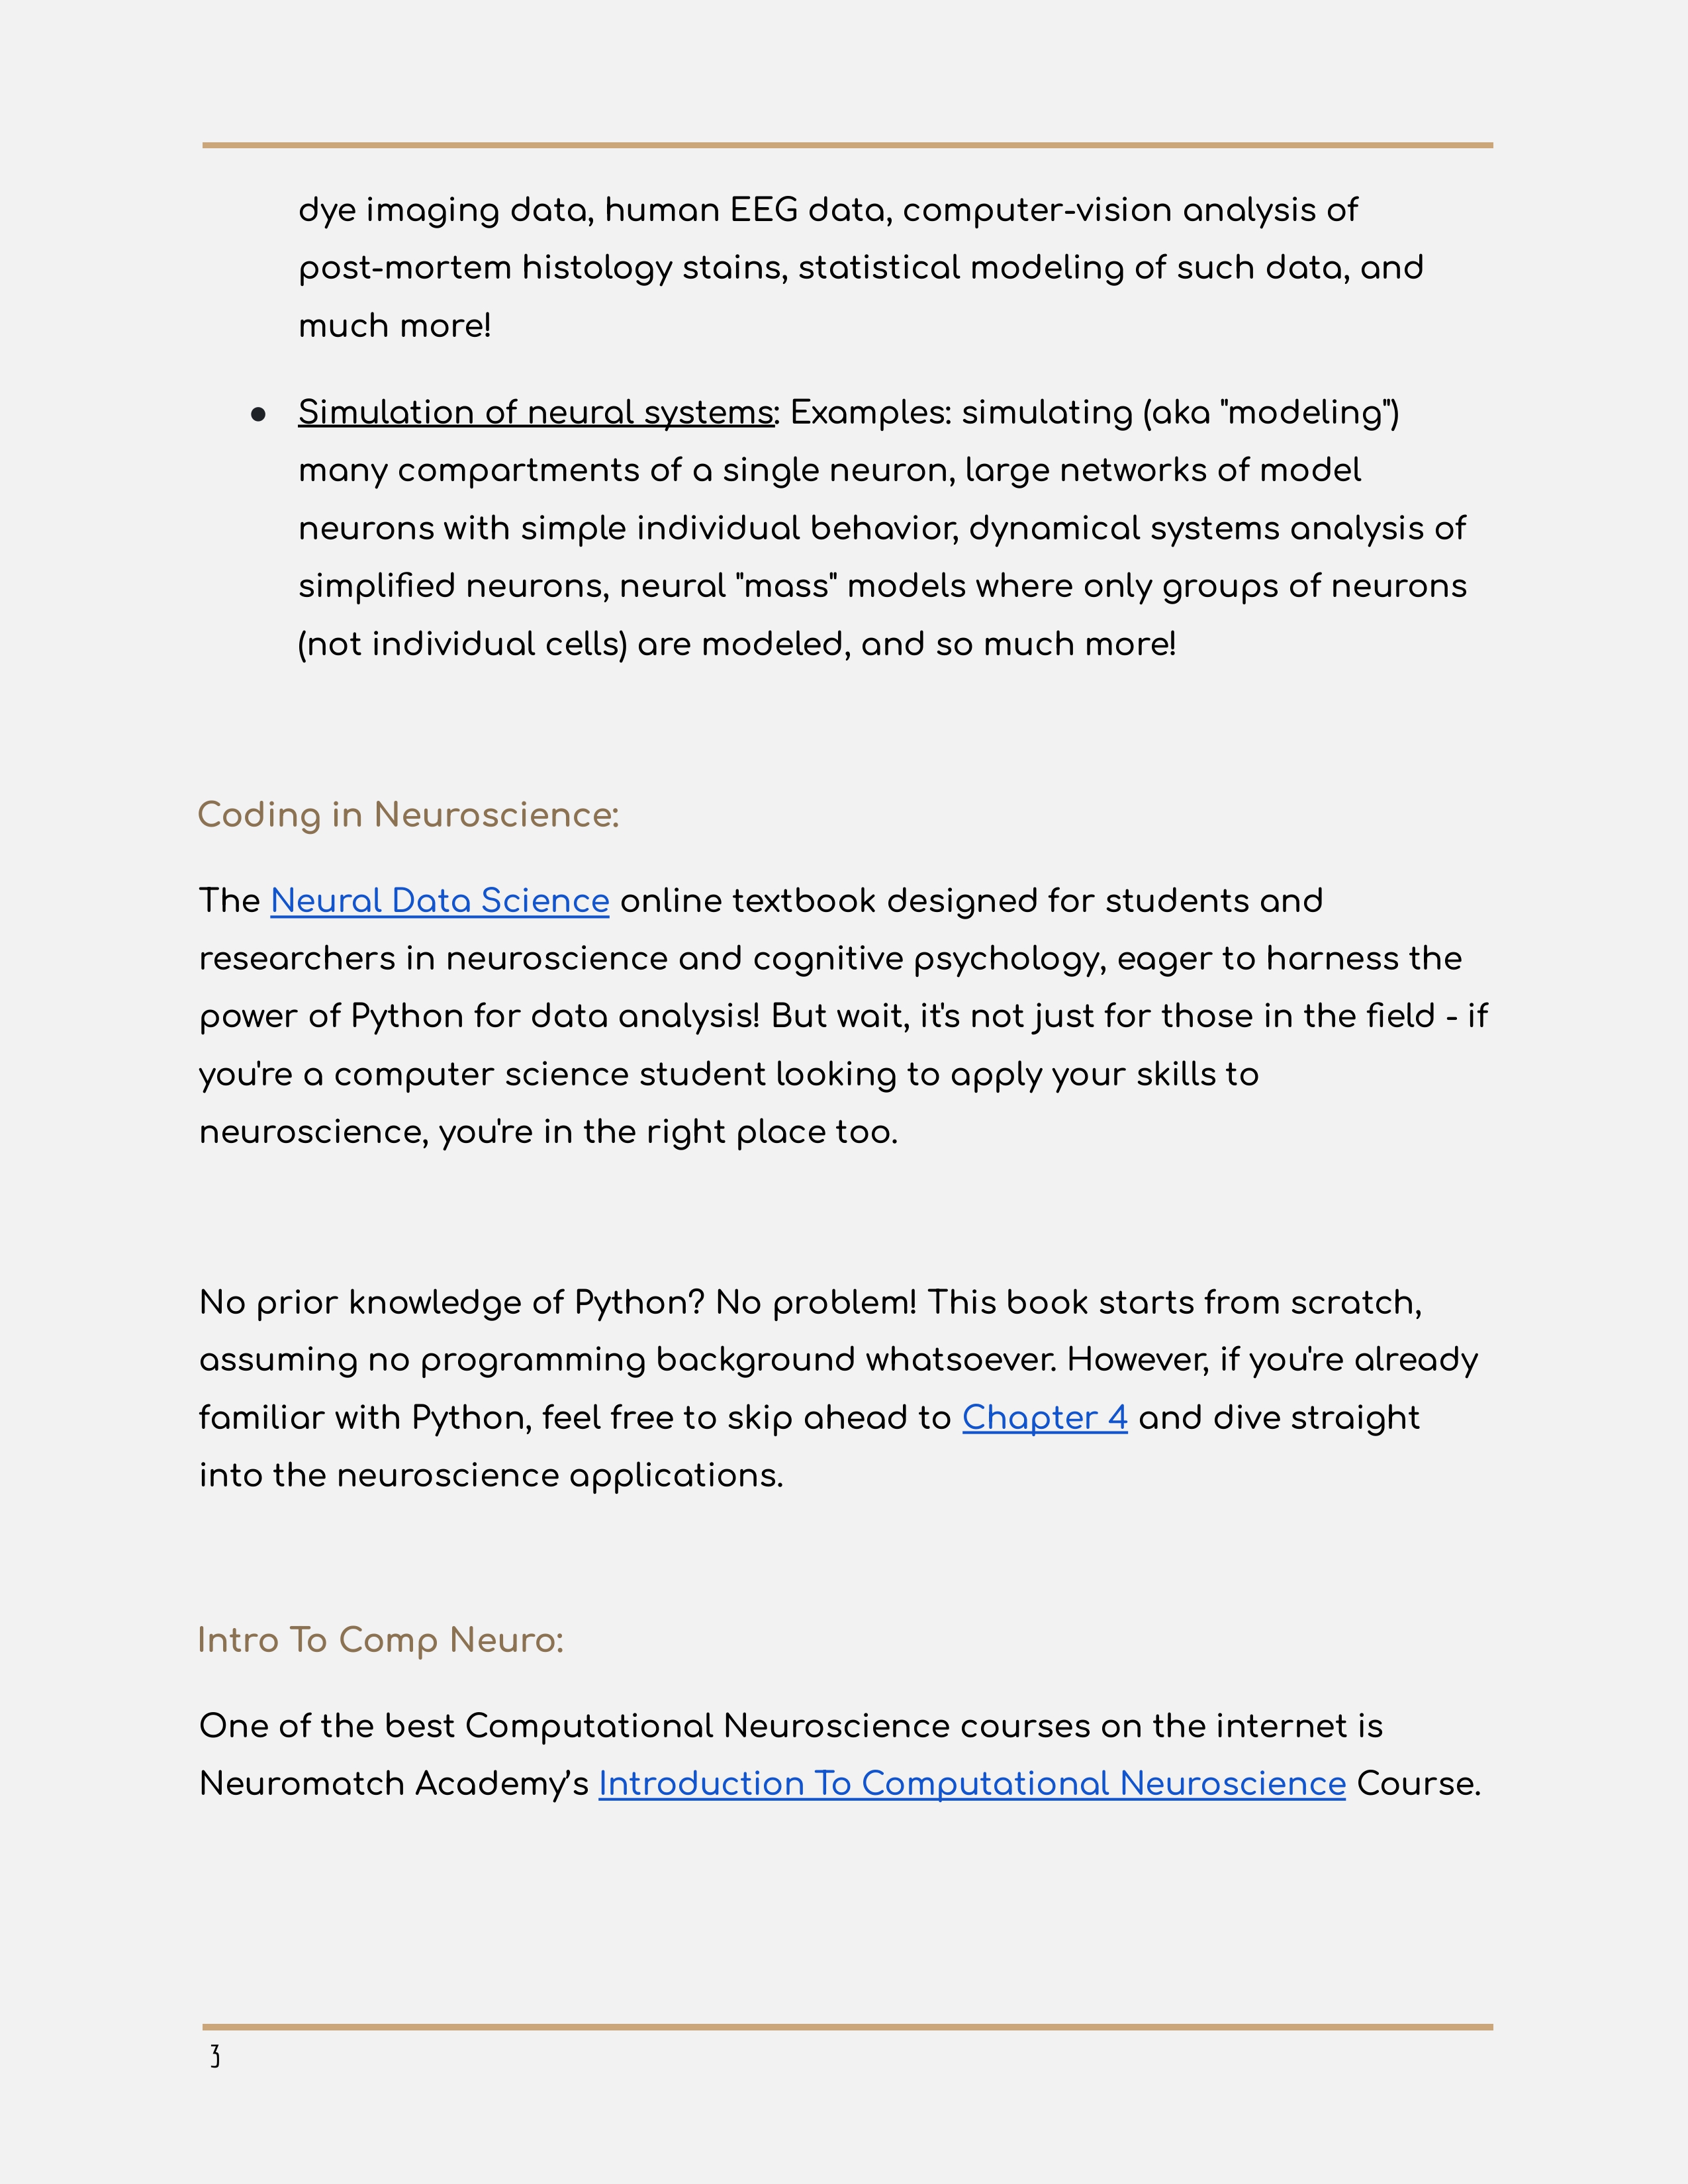 dye imaging data, human EEG data, computer-vision analysis of
post-mortem histology stains, statistical modeling of such data, and
much more!
● Simulation of neural systems: Examples: simulating (aka "modeling")
many compartments of a single neuron, large networks of model
neurons with simple individual behavior, dynamical systems analysis of
simplified neurons, neural "mass" models where only groups of neurons
(not individual cells) are modeled, and so much more!
Coding in Neuroscience:
The Neural Data Science online textbook designed for students and
researchers in neuroscience and cognitive psychology, eager to harness the
power of Python for data analysis! But wait, it's not just for those in the field - if
you're a computer science student looking to apply your skills to
neuroscience, you're in the right place too.
No prior knowledge of Python? No problem! This book starts from scratch,
assuming no programming background whatsoever. However, if you're already
familiar with Python, feel free to skip ahead to Chapter 4 and dive straight
into the neuroscience applications.
Intro To Comp Neuro:
One of the best Computational Neuroscience courses on the internet is
Neuromatch Academy’s Introduction To Computational Neuroscience Course.
3